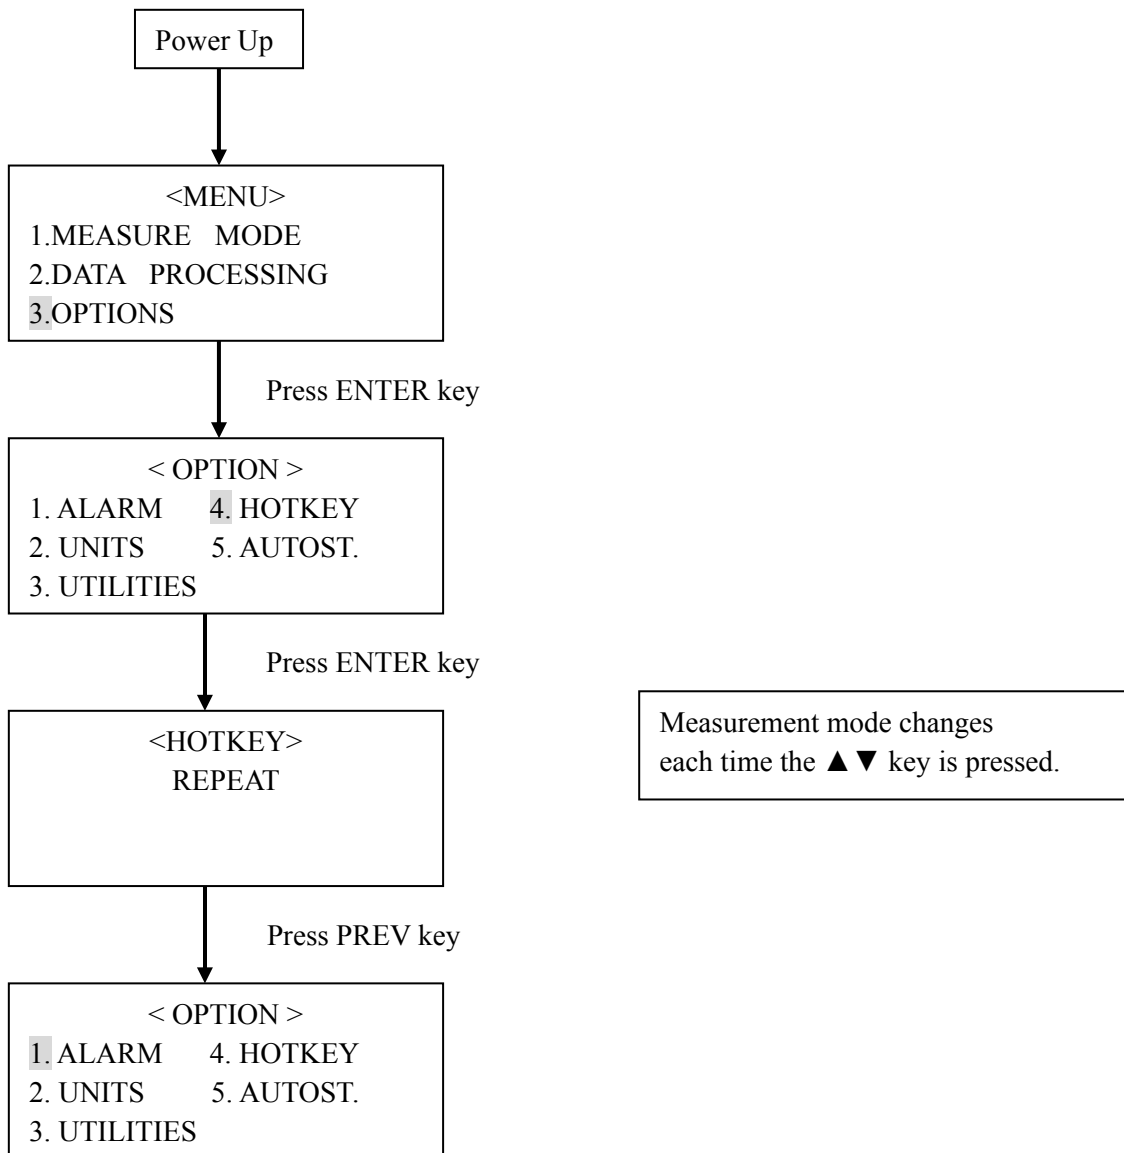 Power Up
<MENU>
1.MEASURE MODE
2.DATA PROCESSING
3.OPTIONS
Press ENTER key
< OPTION >
1. ALARM 4. HOTKEY
2. UNITS 5. AUTOST.
3. UTILITIES
Press ENTER key
<HOTKEY>
REPEAT
Measurement mode changes
each time the ▲▼ key is pressed.
Press PREV key
< OPTION >
1. ALARM 4. HOTKEY
2. UNITS 5. AUTOST.
3. UTILITIES